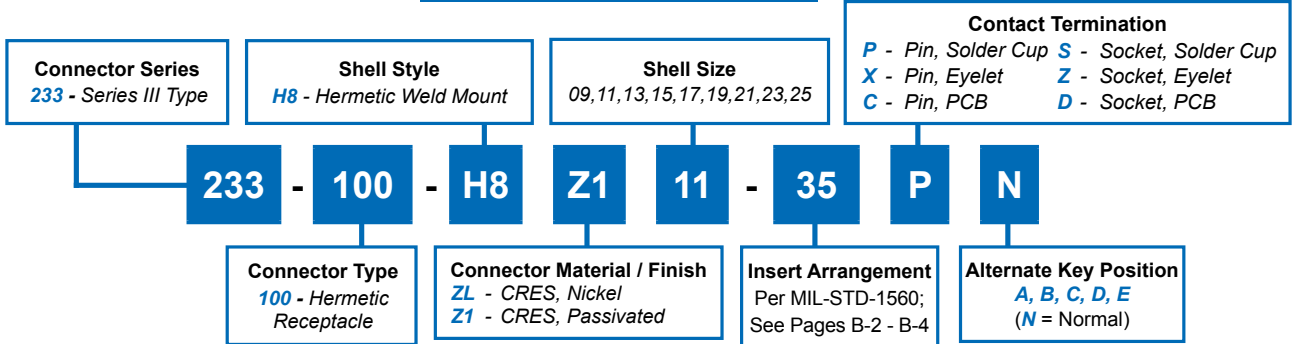 Contact Termination
P - Pin, Solder Cup S - Socket, Solder Cup
X - Pin, Eyelet Z - Socket, Eyelet
C - Pin, PCB D - Socket, PCB
Connector Series
233 - Series III Type
Shell Style
H8 - Hermetic Weld Mount
Shell Size
09,11,13,15,17,19,21,23,25
233 - 100 - H8 Z1 11 - 35 P N
Connector Type
100 - Hermetic
Receptacle
Connector Material / Finish
ZL - CRES, Nickel
Z1 - CRES, Passivated
Insert Arrangement
Per MIL-STD-1560;
See Pages B-2 - B-4
Alternate Key Position
A, B, C, D, E
(N = Normal)